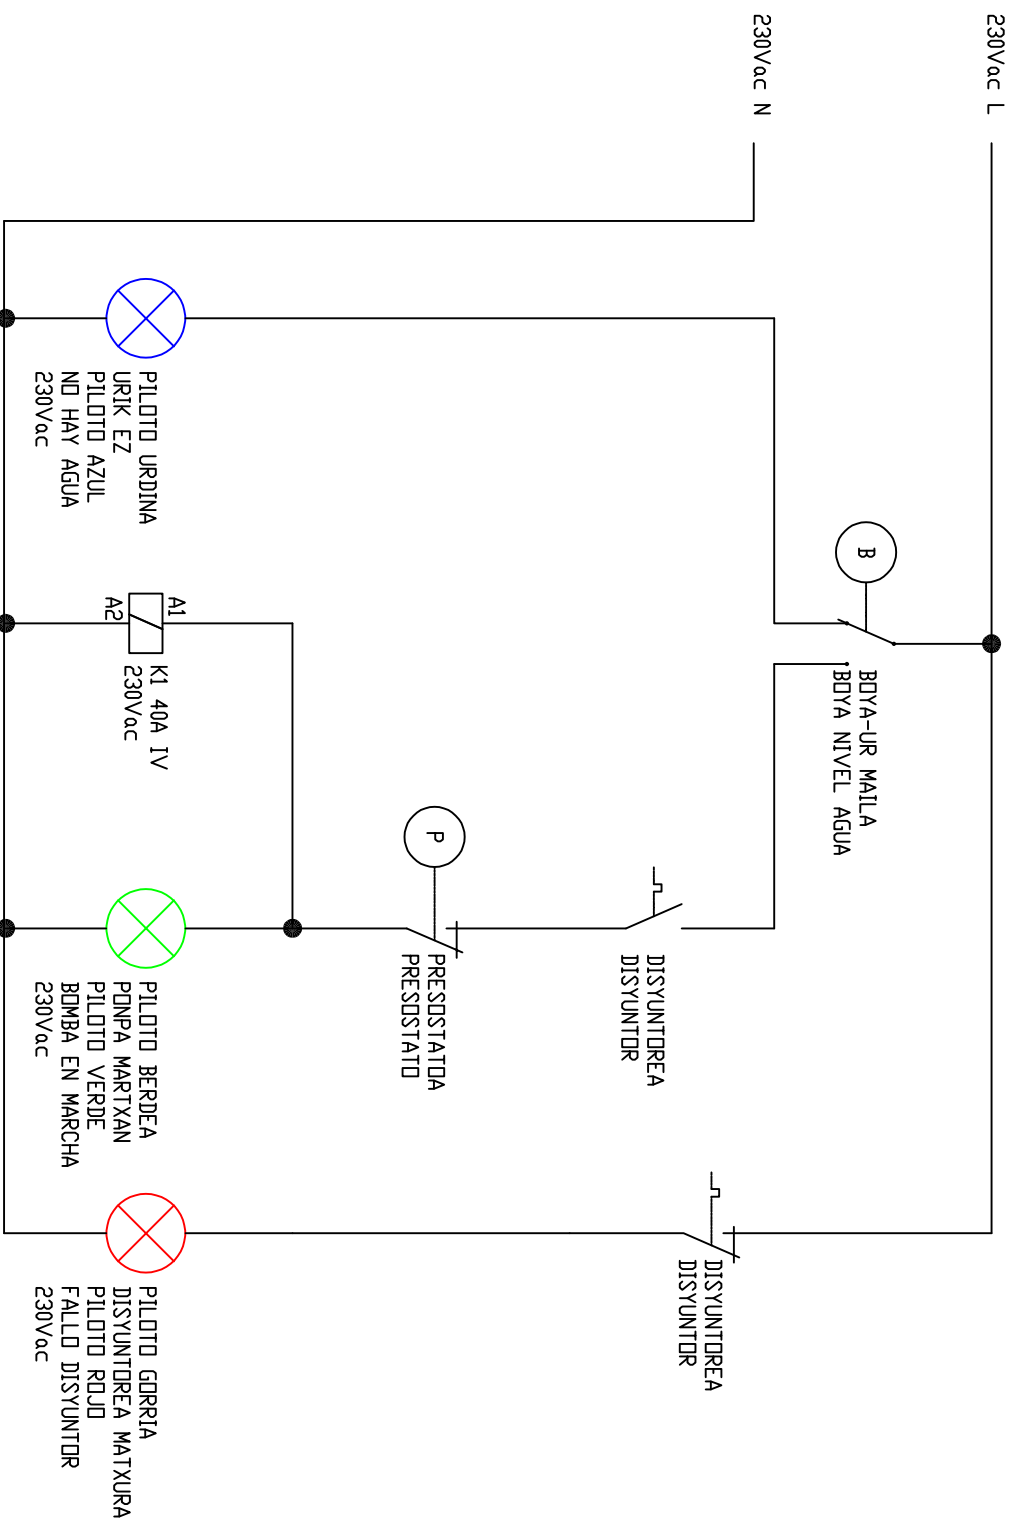 230Vac L
230Vac N
B
BOYA-UR MAILA
BOYA NIVEL AGUA
DISYUNTOREA
DISYUNTOR
DISYUNTOREA
DISYUNTOR
P
PRESOSTATOA
PRESOSTATO
A1
A2
K1 40A IV
230Vac
PILOTO URDINA
URIK EZ
PILOTO AZUL
NO HAY AGUA
230Vac
PILOTO BERDEA
PONPA MARTXAN
PILOTO VERDE
BOMBA EN MARCHA
230Vac
PILOTO GORRIA
DISYUNTOREA MATXURA
PILOTO ROJO
FALLO DISYUNTOR
230Vac